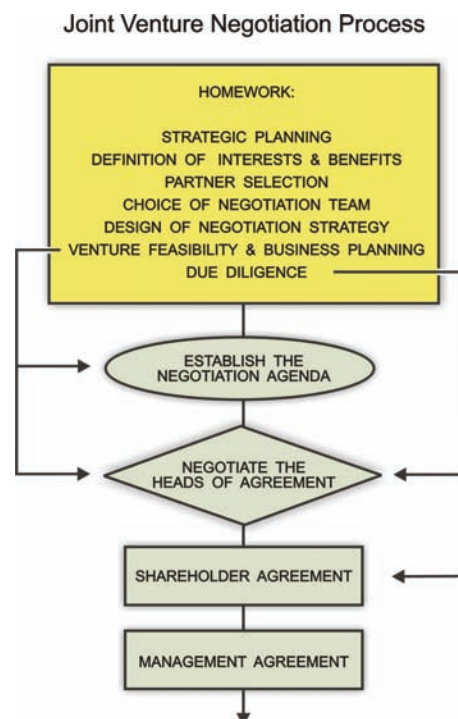 Joint Venture Negotiation Process
HOMEWORK:
STRATEGIC PLANNING
DEFINITION OF INTERESTS & BENEFITS
PARTNER SELECTION
CHOICE OF NEGOTIATION TEAM
DESIGN OF NEGOTIATION STRATEGY
VENTURE FEASIBILITY & BUSINESS PLANNING
DUE DILIGENCE
ESTABLISH THE
NEGOTIATION AGENDA
NEGOTIATE THE
HEADS OF AGREEMENT
SHAREHOLDER AGREEMENT
MANAGEMENT AGREEMENT